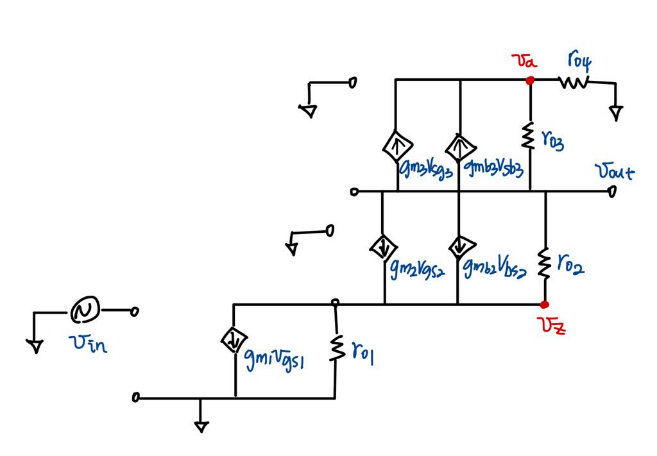 va
ro4
gm3vsg3
gmb3vsb3
ro3
vout
gm2vgs2
gmb2Vbs2
ro2
vz
vin
gm1vgs1
ro1